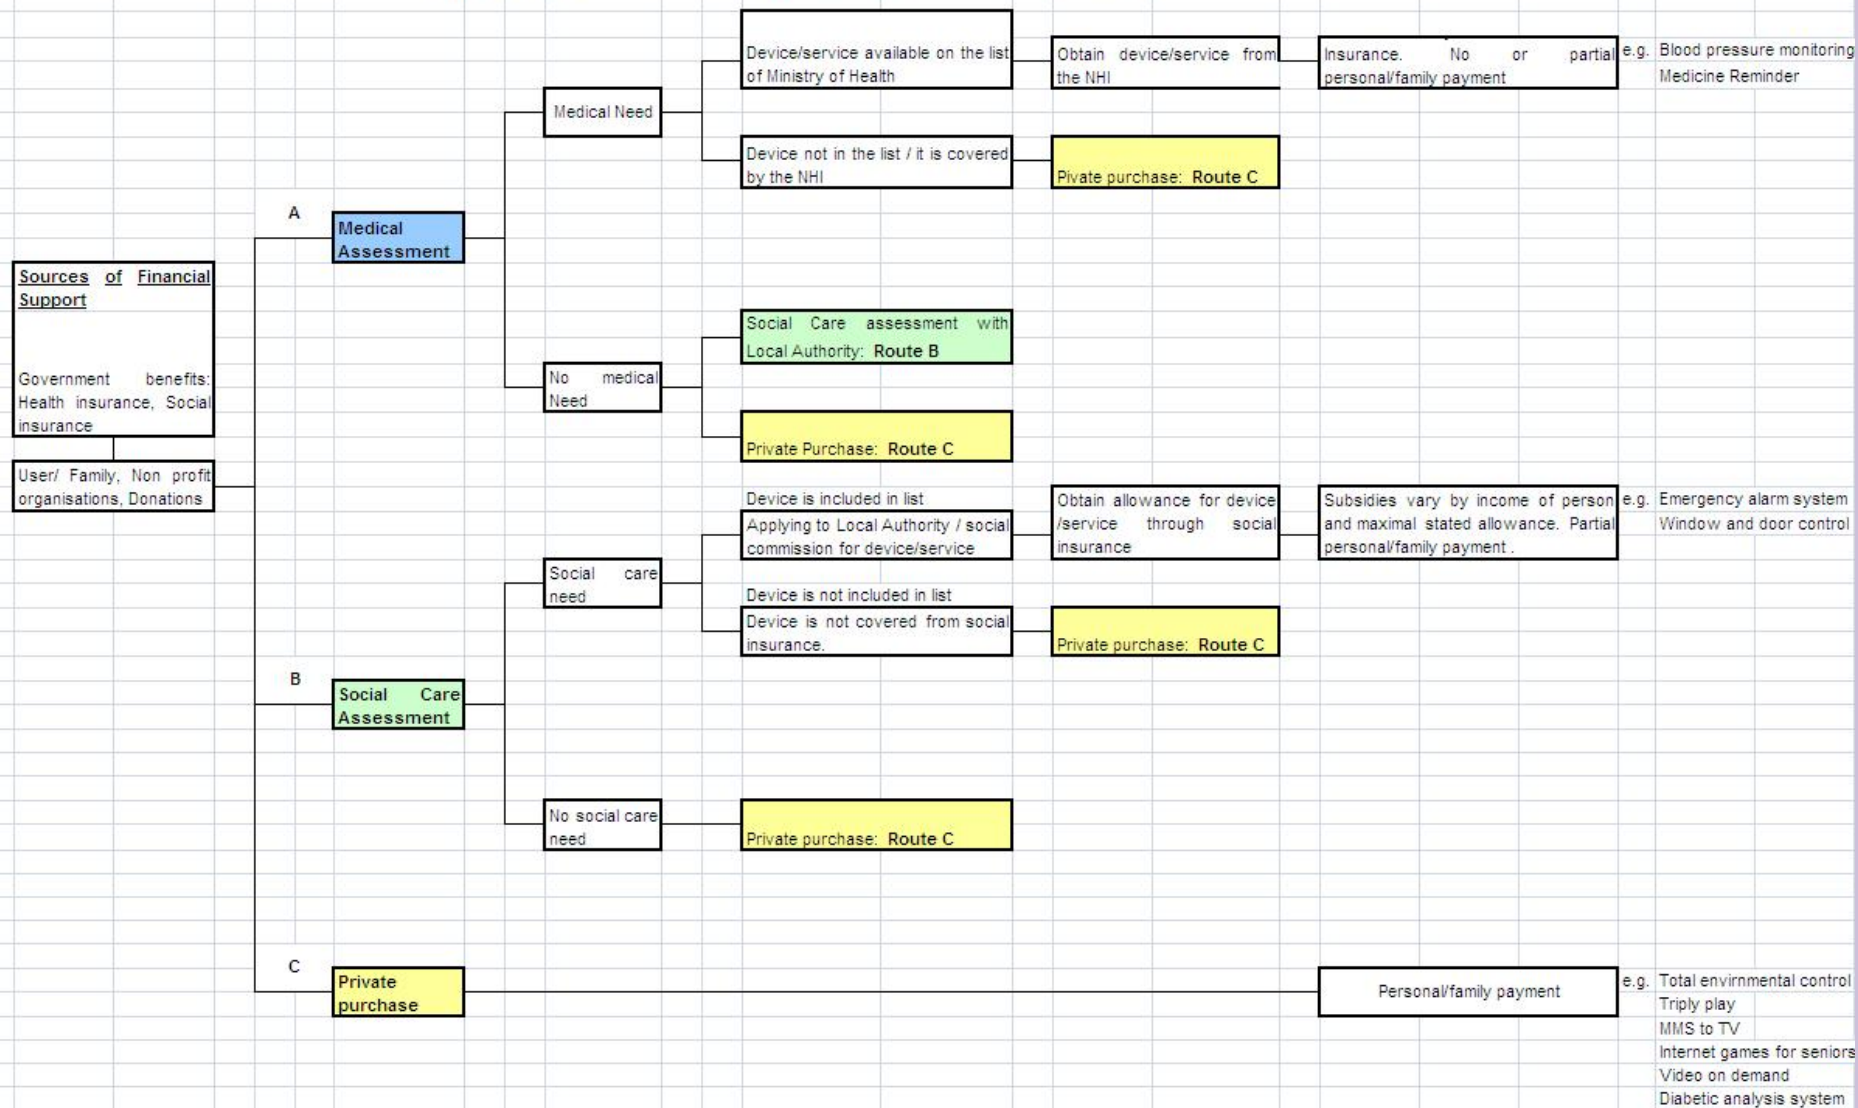 Device/service available on the list
of Ministry of Health
Obtain device/service from
the NHI
Insurance. No or partial
personal/family payment
e.g. Blood pressure monitoring
Medicine Reminder
Medical Need
Device not in the list / it is covered
by the NHI
Pivate purchase: Route C
A
Medical
Assessment
Sources of Financial
Support
Government benefits:
Health insurance, Social
insurance
User/ Family, Non profit
organisations, Donations
No medical
Need
Social Care assessment with
Local Authority: Route B
Private Purchase: Route C
Device is included in list
Applying to Local Authority / social
commission for device/service
Obtain allowance for device
/service through social
insurance
Subsidies vary by income of person
and maximal stated allowance. Partial
personal/family payment .
e.g. Emergency alarm system
Window and door control
Social care
need
Device is not included in list
Device is not covered from social
insurance.
Private purchase: Route C
B
Social Care
Assessment
No social care
need
Private purchase: Route C
C
Private
purchase
Personal/family payment
e.g. Total envirnmental control
Triply play
MMS to TV
Internet games for seniors
Video on demand
Diabetic analysis system